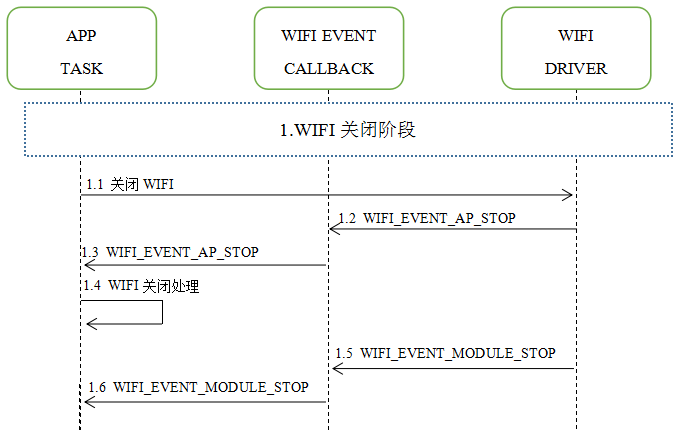 APP
TASK
WIFI EVENT
CALLBACK
WIFI
DRIVER
1.WIFI 关闭阶段
1.1 关闭 WIFI
1.2 WIFI_EVENT_AP_STOP
1.3 WIFI_EVENT_AP_STOP
1.4 WIFI 关闭处理
1.5 WIFI_EVENT_MODULE_STOP
1.6 WIFI_EVENT_MODULE_STOP